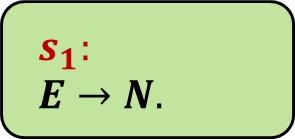 s₁:
E → N.